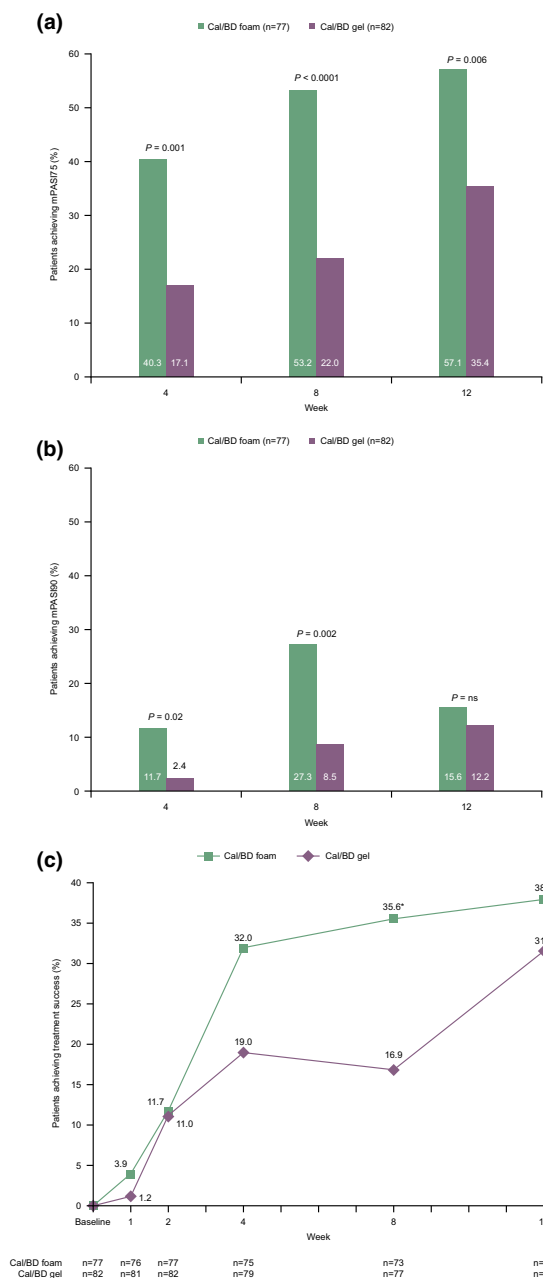 (a)
Cal/BD foam (n=77) Cal/BD gel (n=82)
Patients achieving mPASI75 (%)
60
50
40
30
20
10
0
P = 0.001
P < 0.0001
P = 0.006
40.3 17.1 53.2 22.0 57.1 35.4
4 8 12
Week
(b)
Cal/BD foam (n=77) Cal/BD gel (n=82)
Patients achieving mPASI90 (%)
60
50
40
30
20
10
0
P = 0.02
P = 0.002
P = ns
11.7 2.4 27.3 8.5 15.6 12.2
4 8 12
Week
(c)
Cal/BD foam Cal/BD gel
Patients achieving treatment success (%)
40
35
30
25
20
15
10
5
0
3.9
1.2
11.7
11.0
32.0
19.0
35.6*
16.9
38
31
Baseline 1 2 4 8 1
Week
Cal/BD foam n=77 n=76 n=77 n=75 n=73 n=
Cal/BD gel n=82 n=81 n=82 n=79 n=77 n=